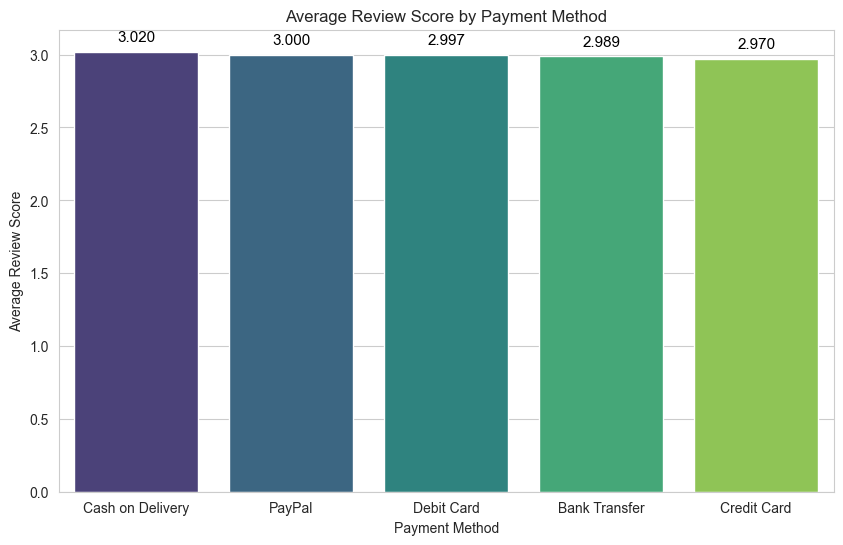 Average Review Score by Payment Method
3.020
3.000
2.997
2.989
2.970
3.0
2.5
2.0
1.5
1.0
0.5
0.0
Average Review Score
Cash on Delivery
PayPal
Debit Card
Bank Transfer
Credit Card
Payment Method